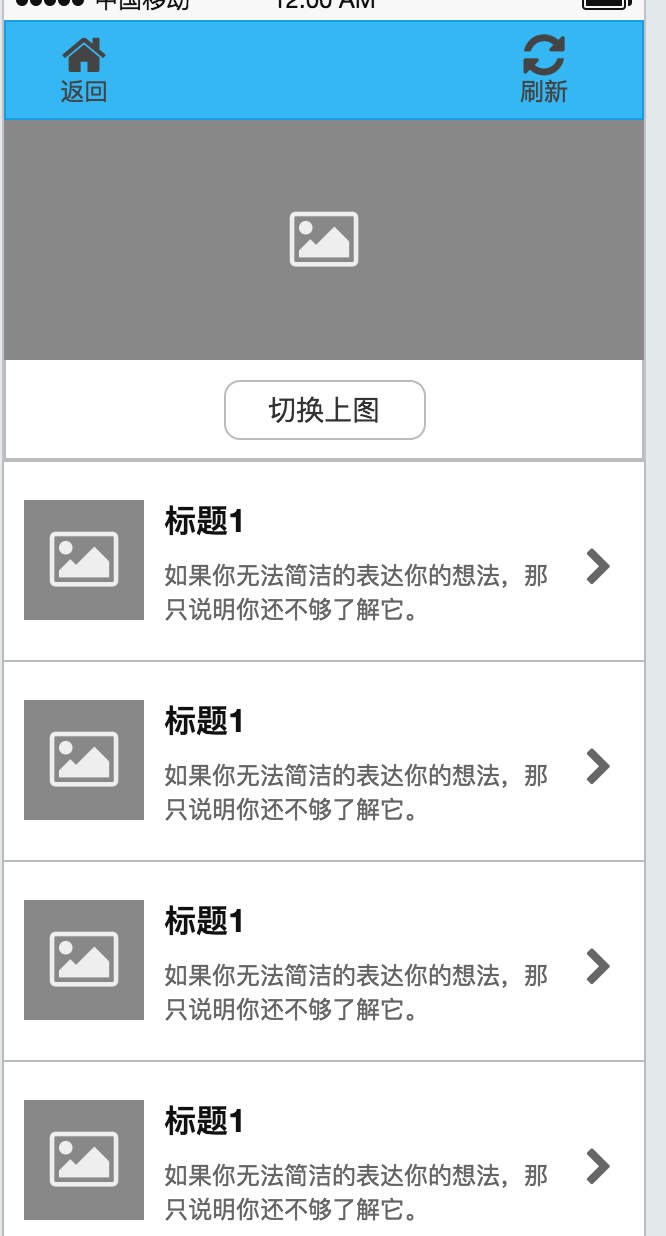 中国移动 12:00 AM
返回 刷新
切换上图
标题1
如果你无法简洁的表达你的想法，那
只说明你还不够了解它。
标题1
如果你无法简洁的表达你的想法，那
只说明你还不够了解它。
标题1
如果你无法简洁的表达你的想法，那
只说明你还不够了解它。
标题1
如果你无法简洁的表达你的想法，那
只说明你还不够了解它。